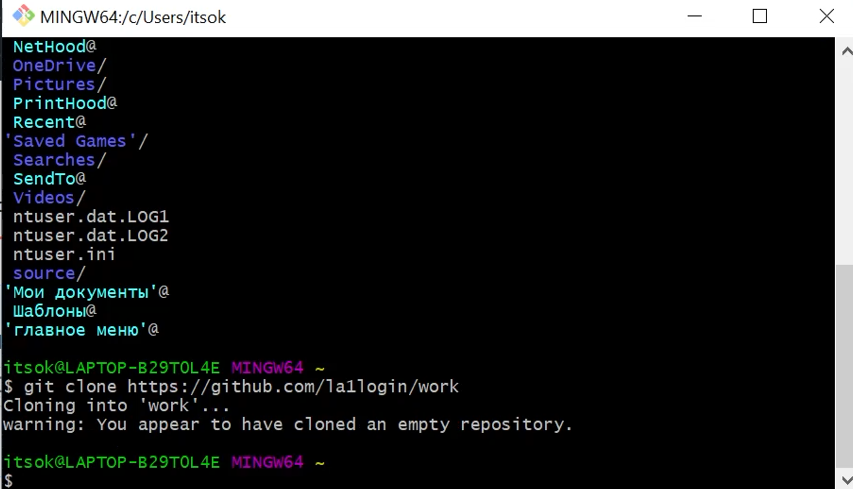 MINGW64:/c/Users/itsok
NetHood@
OneDrive/
Pictures/
PrintHood@
Recent@
'Saved Games'/
Searches/
SendTo@
Videos/
ntuser.dat.LOG1
ntuser.dat.LOG2
ntuser.ini
source/
'Мои документы'@
Шаблоны@
'главное меню'@
itsok@LAPTOP-B29T0L4E MINGW64 ~
$ git clone https://github.com/la1login/work
Cloning into 'work'...
warning: You appear to have cloned an empty repository.
itsok@LAPTOP-B29T0L4E MINGW64 ~
$